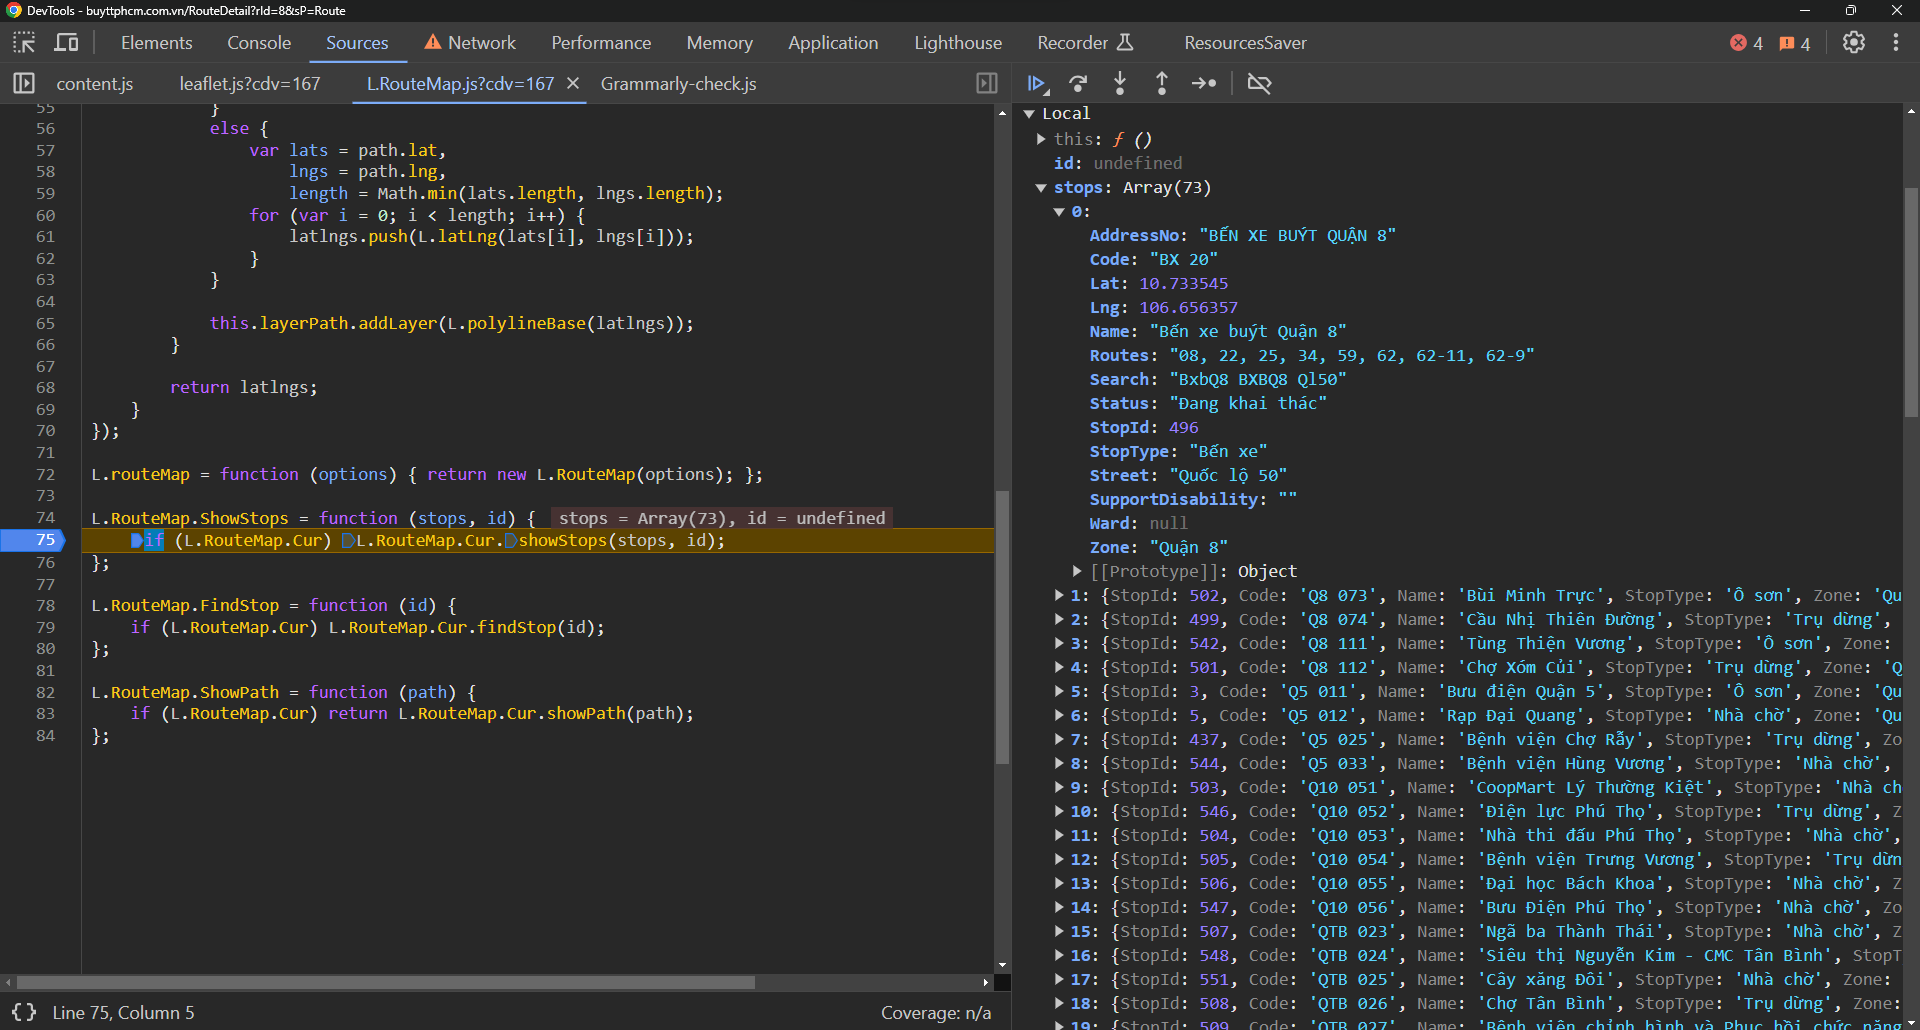 DevTools - buyttphcm.com.vn/RouteDetail?rId=8&sP=Route
Elements Console Sources Network Performance Memory Application Lighthouse Recorder ResourcesSaver 4 4
content.js leaflet.js?cdv=167 L.RouteMap.js?cdv=167 Grammarly-check.js
55 }
56 else {
57 var lats = path.lat,
58 lngs = path.lng,
59 length = Math.min(lats.length, lngs.length);
60 for (var i = 0; i < length; i++) {
61 latlngs.push(L.latLng(lats[i], lngs[i]));
62 }
63 }
64
65 this.layerPath.addLayer(L.polylineBase(latlngs));
66 }
67
68 return latlngs;
69 }
70 });
71
72 L.routeMap = function (options) { return new L.RouteMap(options); };
73
74 L.RouteMap.ShowStops = function (stops, id) { stops = Array(73), id = undefined
75 if (L.RouteMap.Cur) L.RouteMap.Cur.showStops(stops, id);
76 };
77
78 L.RouteMap.FindStop = function (id) {
79 if (L.RouteMap.Cur) L.RouteMap.Cur.findStop(id);
80 };
81
82 L.RouteMap.ShowPath = function (path) {
83 if (L.RouteMap.Cur) return L.RouteMap.Cur.showPath(path);
84 };
{} Line 75, Column 5 Coverage: n/a
Local
this: ƒ ()
id: undefined
stops: Array(73)
0:
AddressNo: "BẾN XE BUÝT QUẬN 8"
Code: "BX 20"
Lat: 10.733545
Lng: 106.656357
Name: "Bến xe buýt Quận 8"
Routes: "08, 22, 25, 34, 59, 62, 62-11, 62-9"
Search: "BxbQ8 BXBQ8 Ql50"
Status: "Đang khai thác"
StopId: 496
StopType: "Bến xe"
Street: "Quốc lộ 50"
SupportDisability: ""
Ward: null
Zone: "Quận 8"
[[Prototype]]: Object
1: {StopId: 502, Code: 'Q8 073', Name: 'Bùi Minh Trực', StopType: 'Ô sơn', Zone: 'Qu
2: {StopId: 499, Code: 'Q8 074', Name: 'Cầu Nhị Thiên Đường', StopType: 'Trụ dừng',
3: {StopId: 542, Code: 'Q8 111', Name: 'Tùng Thiện Vương', StopType: 'Ô sơn', Zone:
4: {StopId: 501, Code: 'Q8 112', Name: 'Chợ Xóm Củi', StopType: 'Trụ dừng', Zone: 'Q
5: {StopId: 3, Code: 'Q5 011', Name: 'Bưu điện Quận 5', StopType: 'Ô sơn', Zone: 'Qu
6: {StopId: 5, Code: 'Q5 012', Name: 'Rạp Đại Quang', StopType: 'Nhà chờ', Zone: 'Qu
7: {StopId: 437, Code: 'Q5 025', Name: 'Bệnh viện Chợ Rẫy', StopType: 'Trụ dừng', Zo
8: {StopId: 544, Code: 'Q5 033', Name: 'Bệnh viện Hùng Vương', StopType: 'Nhà chờ',
9: {StopId: 503, Code: 'Q10 051', Name: 'CoopMart Lý Thường Kiệt', StopType: 'Nhà ch
10: {StopId: 546, Code: 'Q10 052', Name: 'Điện lực Phú Thọ', StopType: 'Trụ dừng', Z
11: {StopId: 504, Code: 'Q10 053', Name: 'Nhà thi đấu Phú Thọ', StopType: 'Nhà chờ',
12: {StopId: 505, Code: 'Q10 054', Name: 'Bệnh viện Trưng Vương', StopType: 'Trụ dừn
13: {StopId: 506, Code: 'Q10 055', Name: 'Đại học Bách Khoa', StopType: 'Nhà chờ', Z
14: {StopId: 547, Code: 'Q10 056', Name: 'Bưu Điện Phú Thọ', StopType: 'Nhà chờ', Zo
15: {StopId: 507, Code: 'QTB 023', Name: 'Ngã ba Thành Thái', StopType: 'Nhà chờ', Z
16: {StopId: 548, Code: 'QTB 024', Name: 'Siêu thị Nguyễn Kim - CMC Tân Bình', StopT
17: {StopId: 551, Code: 'QTB 025', Name: 'Cây xăng Đôi', StopType: 'Nhà chờ', Zone:
18: {StopId: 508, Code: 'QTB 026', Name: 'Chợ Tân Bình', StopType: 'Trụ dừng', Zone:
19: {StopId: 509, Code: 'QTB 027', Name: 'Bệnh viện chỉnh hình và Phục hồi chức năng